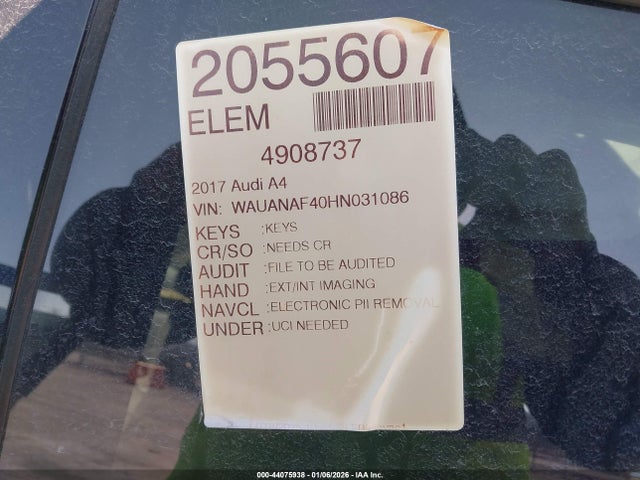 2055607
ELEM
4908737
2017 Audi A4
VIN: WAUANAF40HN031086
KEYS :KEYS
CR/SO :NEEDS CR
AUDIT :FILE TO BE AUDITED
HAND :EXT/INT IMAGING
NAVCL :ELECTRONIC PII REMOVAL
UNDER :UCI NEEDED
000-44075938 - 01/06/2026 - IAA Inc.